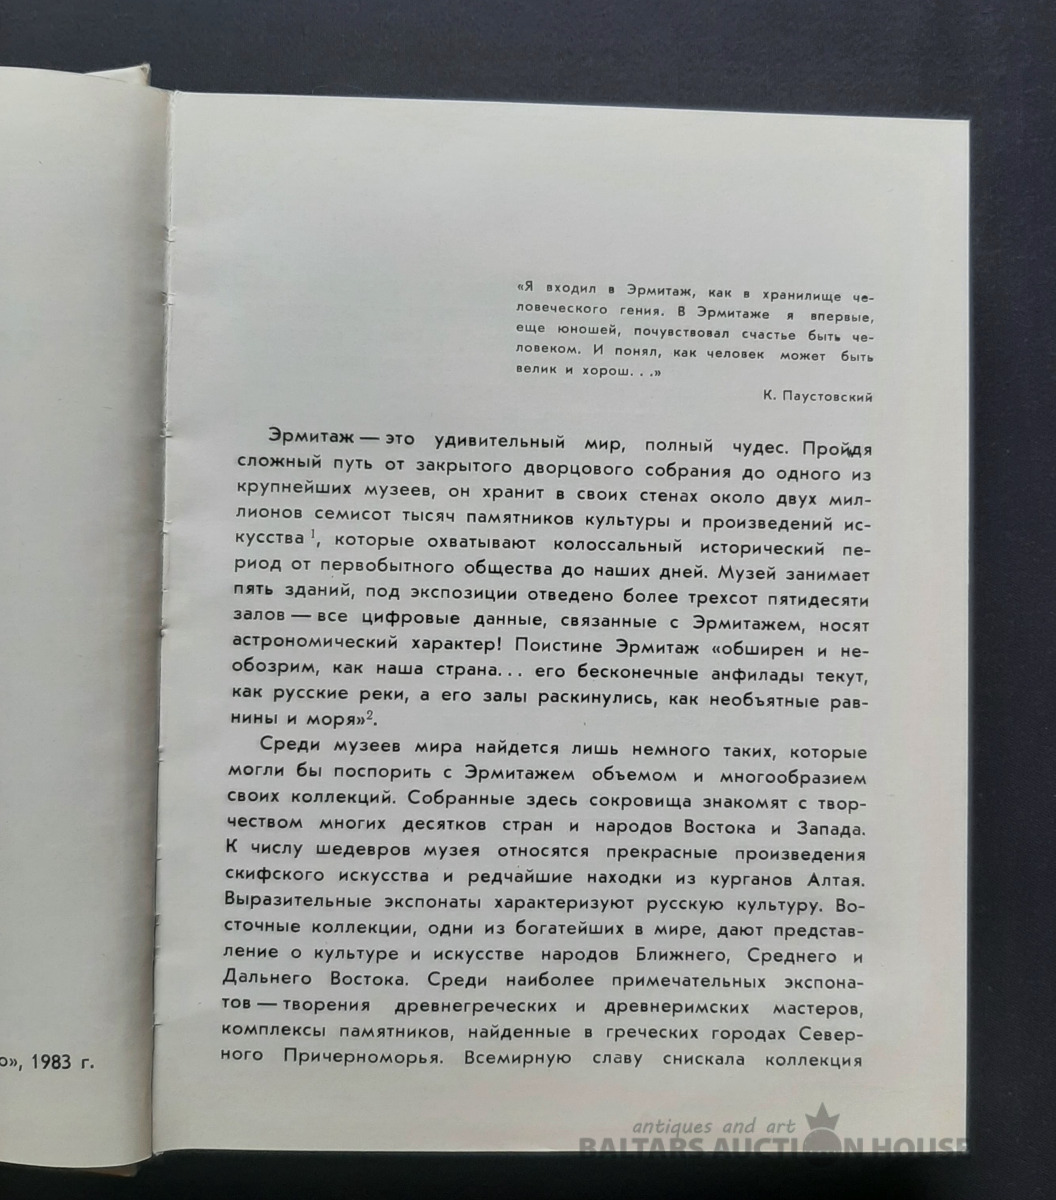 «Я входил в Эрмитаж, как в хранилище че-
ловеческого гения. В Эрмитаже я впервые,
еще юношей, почувствовал счастье быть че-
ловеком. И понял, как человек может быть
велик и хорош. . .»
К. Паустовский
Эрмитаж — это удивительный мир, полный чудес. Пройдя
сложный путь от закрытого дворцового собрания до одного из
крупнейших музеев, он хранит в своих стенах около двух мил-
лионов семисот тысяч памятников культуры и произведений ис-
кусства ¹, которые охватывают колоссальный исторический пе-
риод от первобытного общества до наших дней. Музей занимает
пять зданий, под экспозиции отведено более трехсот пятидесяти
залов — все цифровые данные, связанные с Эрмитажем, носят
астрономический характер! Поистине Эрмитаж «обширен и не-
обозрим, как наша страна. . . его бесконечные анфилады текут,
как русские реки, а его залы раскинулись, как необъятные рав-
нины и моря»².
Среди музеев мира найдется лишь немного таких, которые
могли бы поспорить с Эрмитажем объемом и многообразием
своих коллекций. Собранные здесь сокровища знакомят с твор-
чеством многих десятков стран и народов Востока и Запада.
К числу шедевров музея относятся прекрасные произведения
скифского искусства и редчайшие находки из курганов Алтая.
Выразительные экспонаты характеризуют русскую культуру. Во-
сточные коллекции, одни из богатейших в мире, дают представ-
ление о культуре и искусстве народов Ближнего, Среднего и
Дальнего Востока. Среди наиболее примечательных экспона-
тов — творения древнегреческих и древнеримских мастеров,
комплексы памятников, найденные в греческих городах Север-
ного Причерноморья. Всемирную славу снискала коллекция
о», 1983 г.
antiques and art
BALTARS AUCTION HOUSE